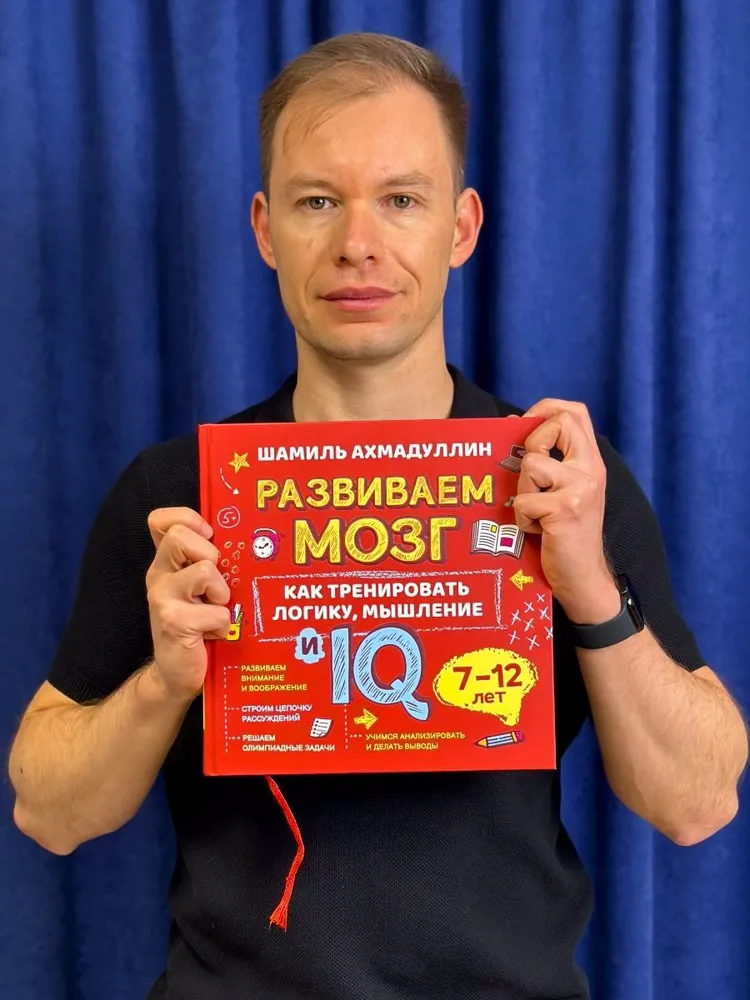 ШАМИЛЬ АХМАДУЛЛИН
РАЗВИВАЕМ
МОЗГ
5+
КАК ТРЕНИРОВАТЬ
ЛОГИКУ, МЫШЛЕНИЕ
И IQ
7–12
лет
РАЗВИВАЕМ
ВНИМАНИЕ
И ВООБРАЖЕНИЕ
СТРОИМ ЦЕПОЧКУ
РАССУЖДЕНИЙ
РЕШАЕМ
ОЛИМПИАДНЫЕ ЗАДАЧИ
УЧИМСЯ АНАЛИЗИРОВАТЬ
И ДЕЛАТЬ ВЫВОДЫ